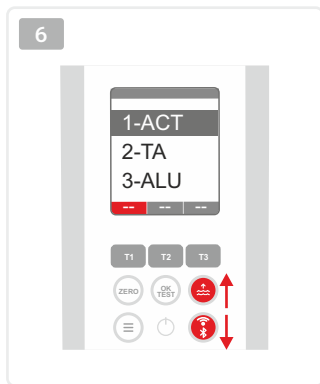 6
1-ACT
2-TA
3-ALU
-- -- --
T1 T2 T3
ZERO
OK
TEST